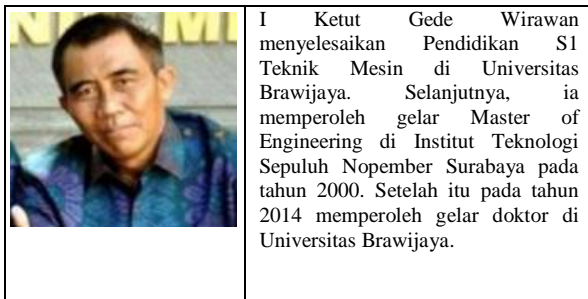 I Ketut Gede Wirawan
menyelesaikan Pendidikan S1
Teknik Mesin di Universitas
Brawijaya. Selanjutnya, ia
memperoleh gelar Master of
Engineering di Institut Teknologi
Sepuluh Nopember Surabaya pada
tahun 2000. Setelah itu pada tahun
2014 memperoleh gelar doktor di
Universitas Brawijaya.